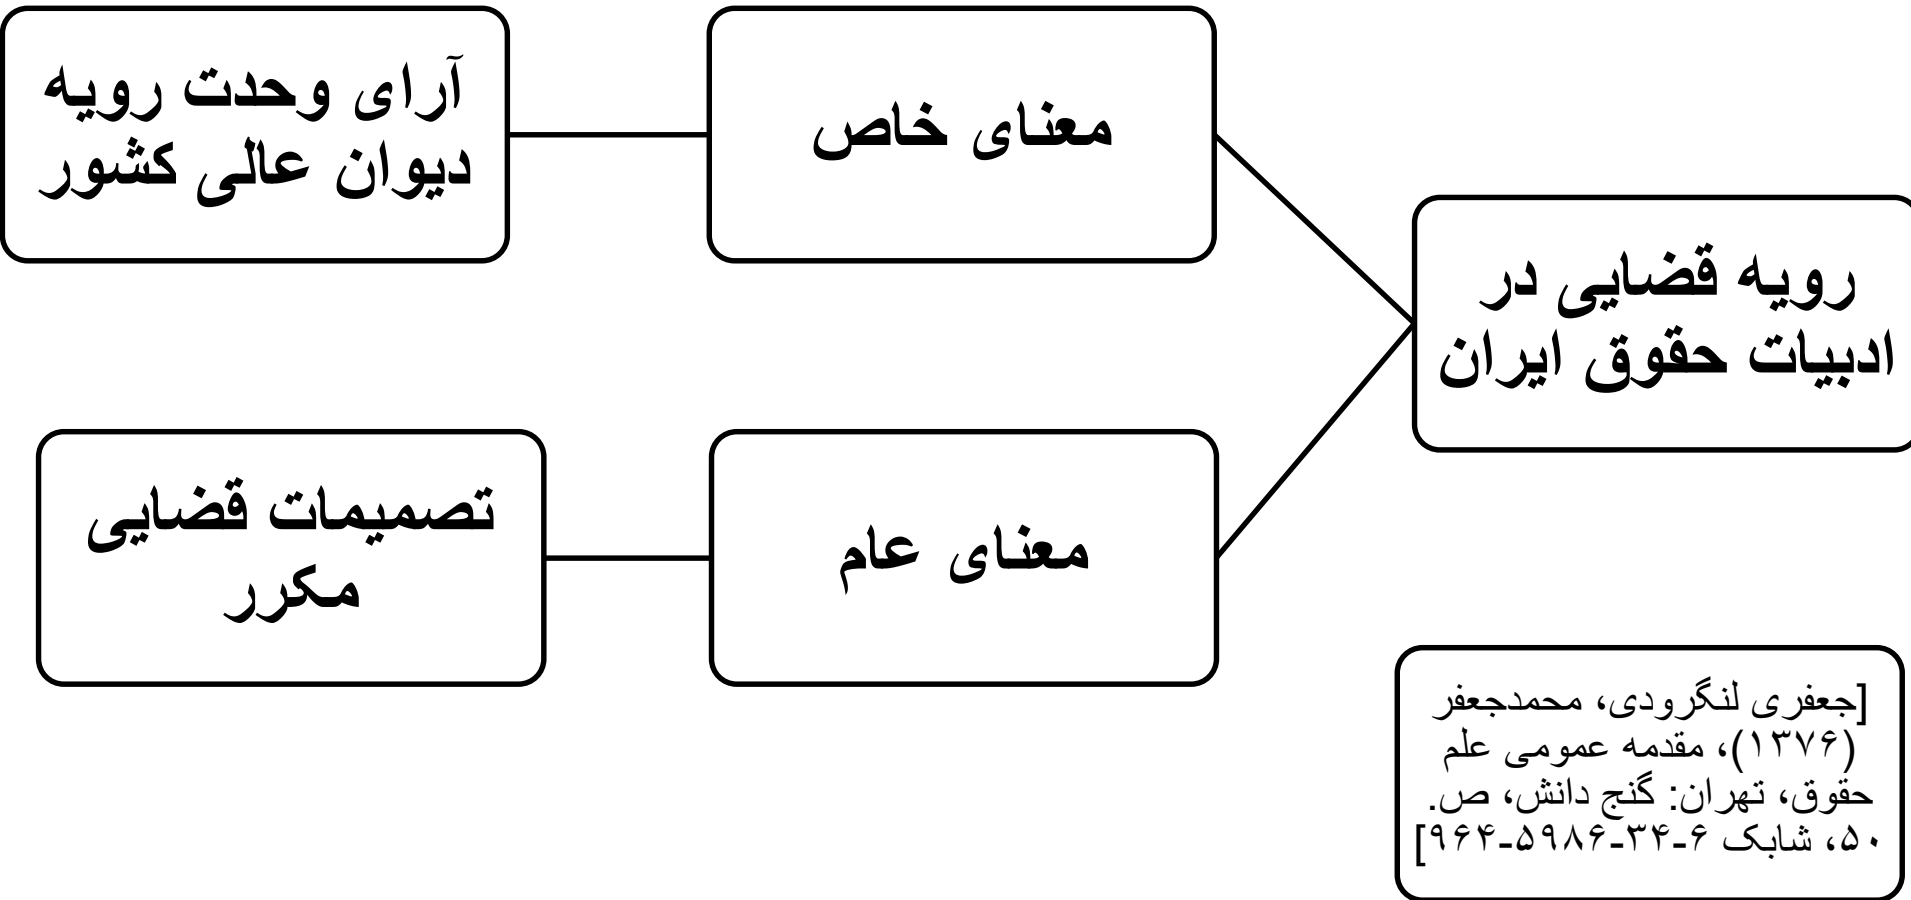 رویه قضایی در
ادبیات حقوق ایران
معنای خاص
آرای وحدت رویه
دیوان عالی کشور
معنای عام
تصمیمات قضایی
مکرر
[جعفری لنگرودی، محمدجعفر
(۱۳۷۶)، مقدمه عمومی علم
حقوق، تهران: گنج دانش، ص.
۵۰، شابک ۶-۳۴-۵۹۸۶-۹۶۴]